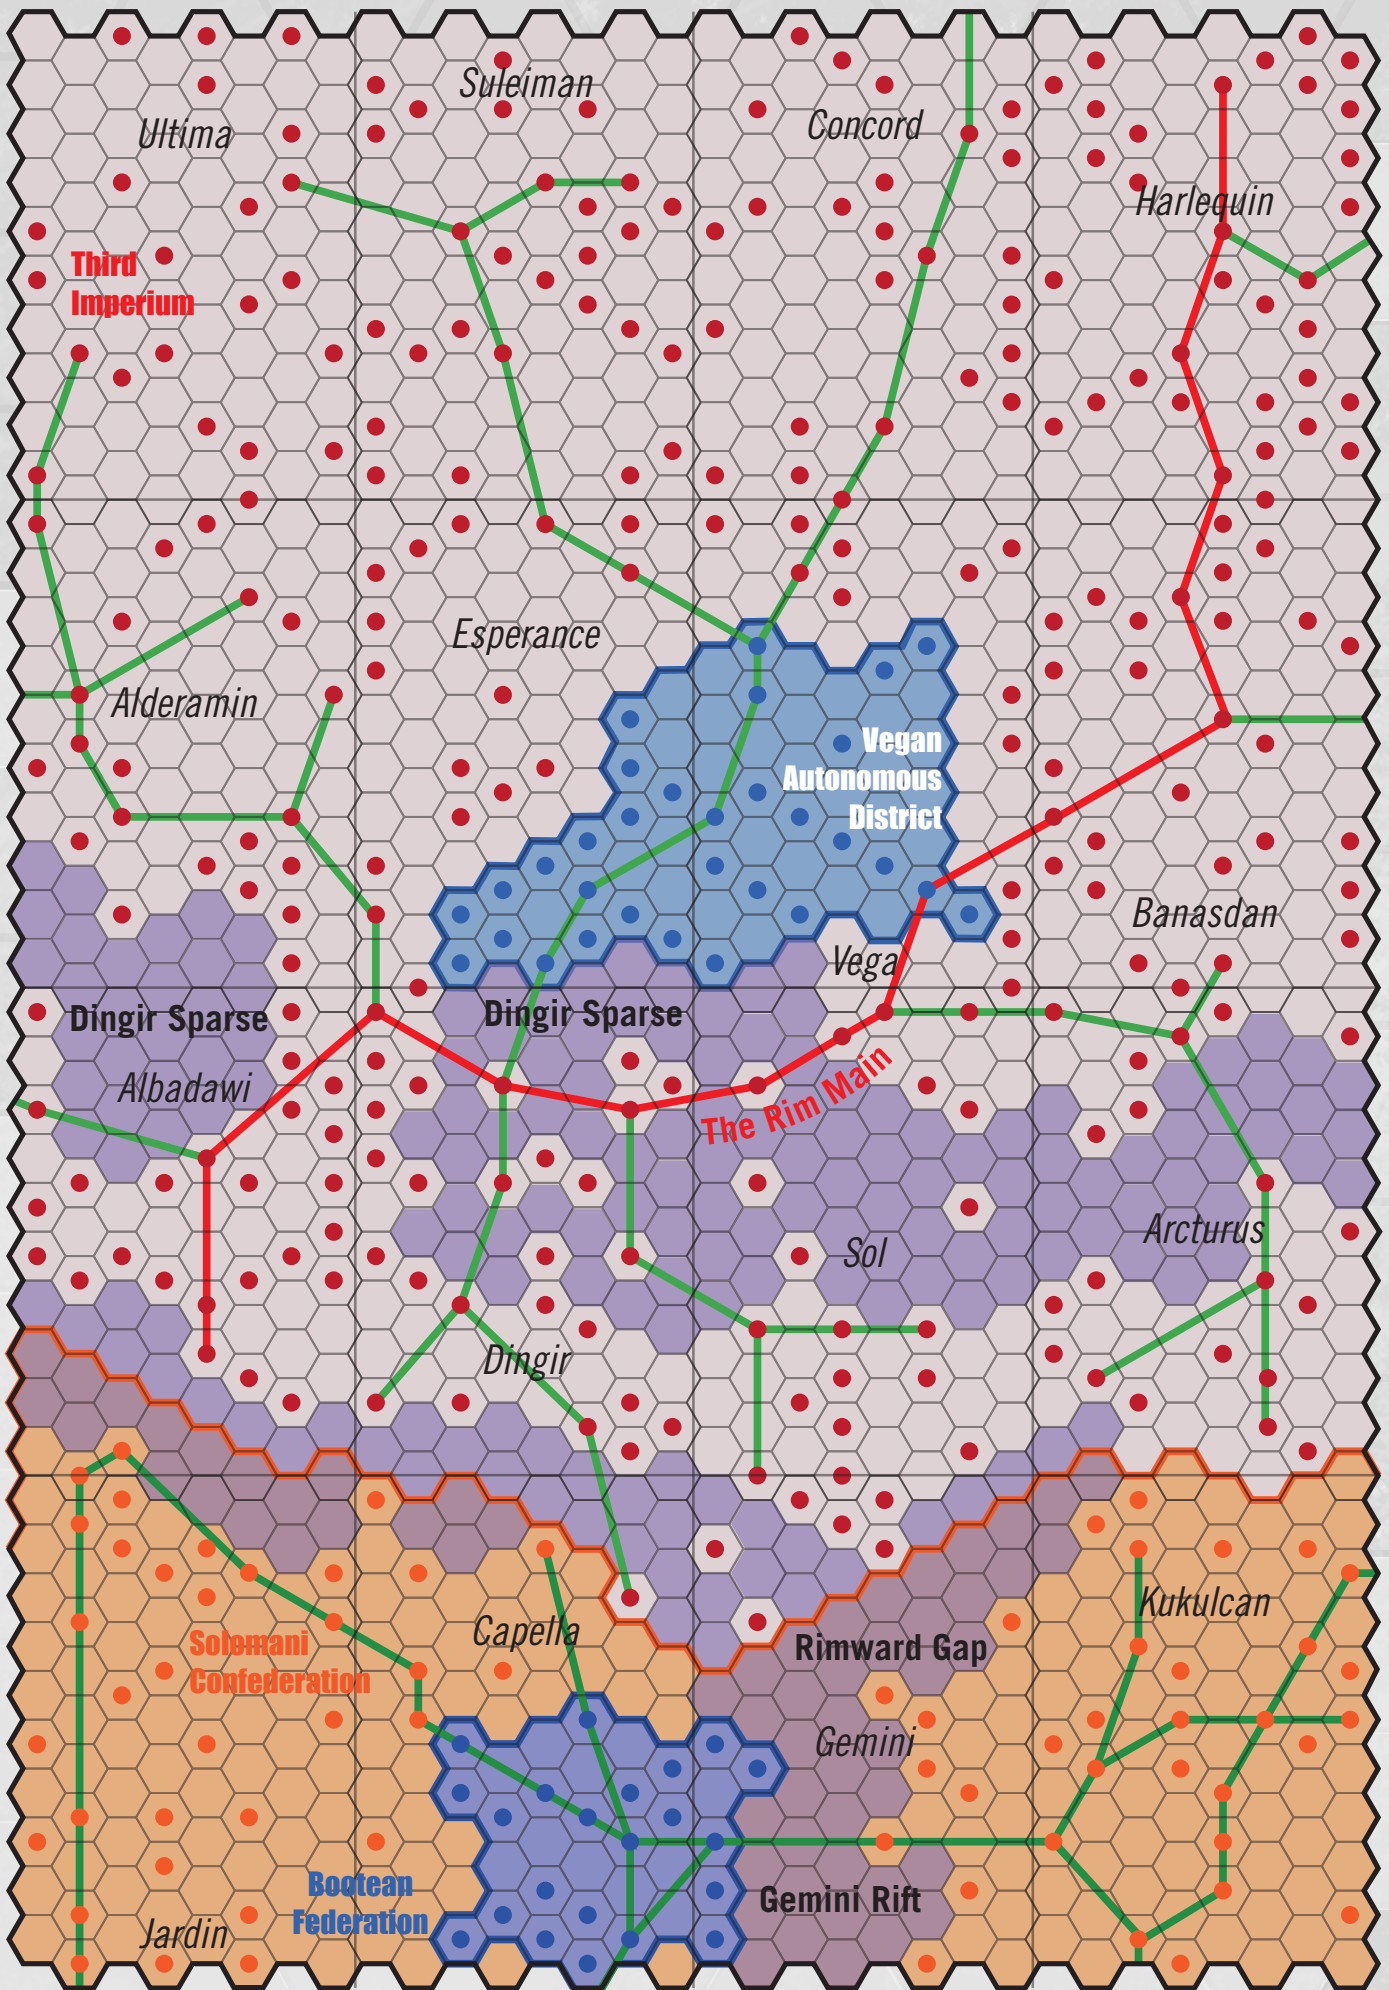 Suleiman
Concord
Ultima
Harlequin
Third
Imperium
Esperance
Alderamin
Vegan
Autonomous
District
Banasdan
Vega
Dingir Sparse
Dingir Sparse
Albadawi
The Rim Main
Arcturus
Sol
Dingir
Kukulcan
Capella
Solomani
Confederation
Rimward Gap
Gemini
Bootean
Federation
Gemini Rift
Jardin